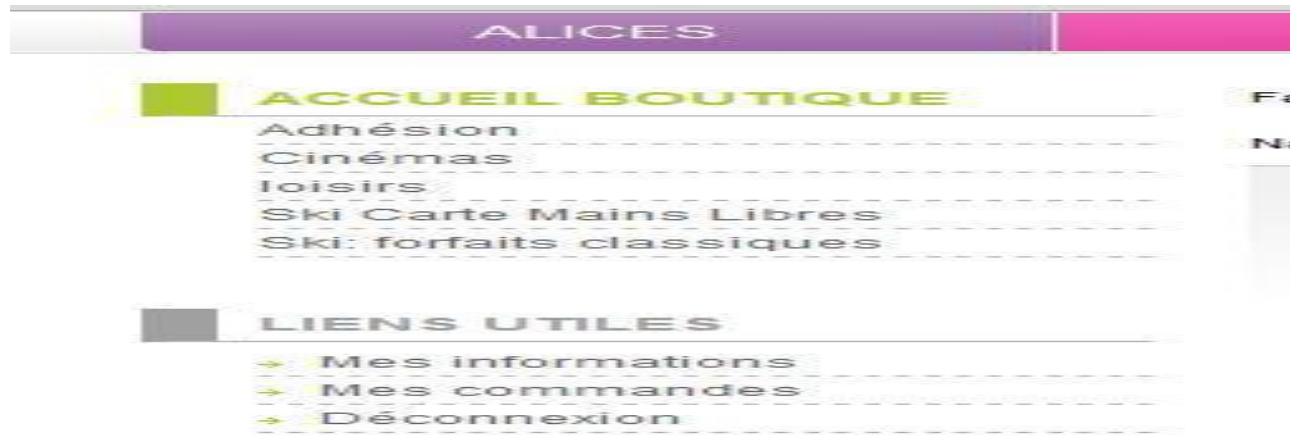 ALICES
ACCUEIL BOUTIQUE
Adhésion
Cinémas
loisirs
Ski Carte Mains Libres
Ski: forfaits classiques
LIENS UTILES
→ Mes informations
→ Mes commandes
→ Déconnexion